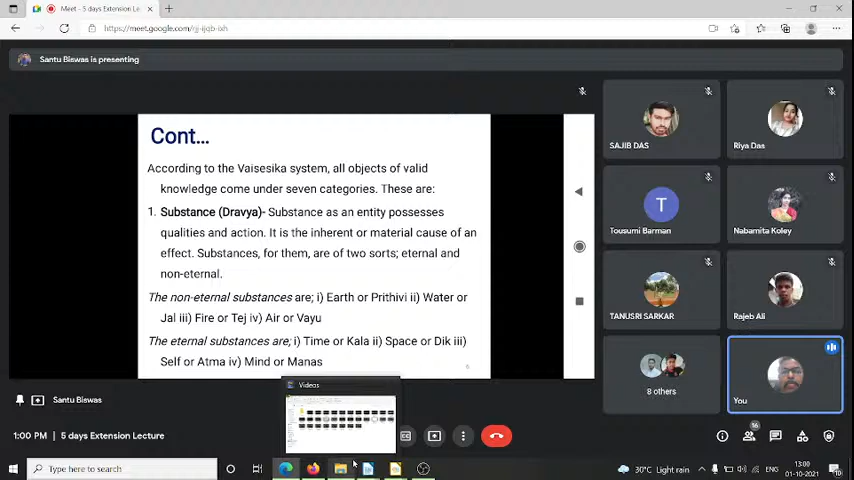 Meet - 5 days Extension Lecture
https://meet.google.com/rjj-ijqb-ixh
Santu Biswas is presenting
Cont...
According to the Vaisesika system, all objects of valid
knowledge come under seven categories. These are:
1. Substance (Dravya)- Substance as an entity possesses
qualities and action. It is the inherent or material cause of an
effect. Substances, for them, are of two sorts; eternal and
non-eternal.
The non-eternal substances are; i) Earth or Prithivi ii) Water or
Jal iii) Fire or Tej iv) Air or Vayu
The eternal substances are; i) Time or Kala ii) Space or Dik iii)
Self or Atma iv) Mind or Manas
SAJIB DAS
Riya Das
T
Tousumi Barman
Nabamita Koley
TANUSRI SARKAR
Rajeb Ali
8 others
You
Santu Biswas
Videos
1:00 PM | 5 days Extension Lecture
16
Type here to search
30°C Light rain
ENG
13:00
01-10-2021